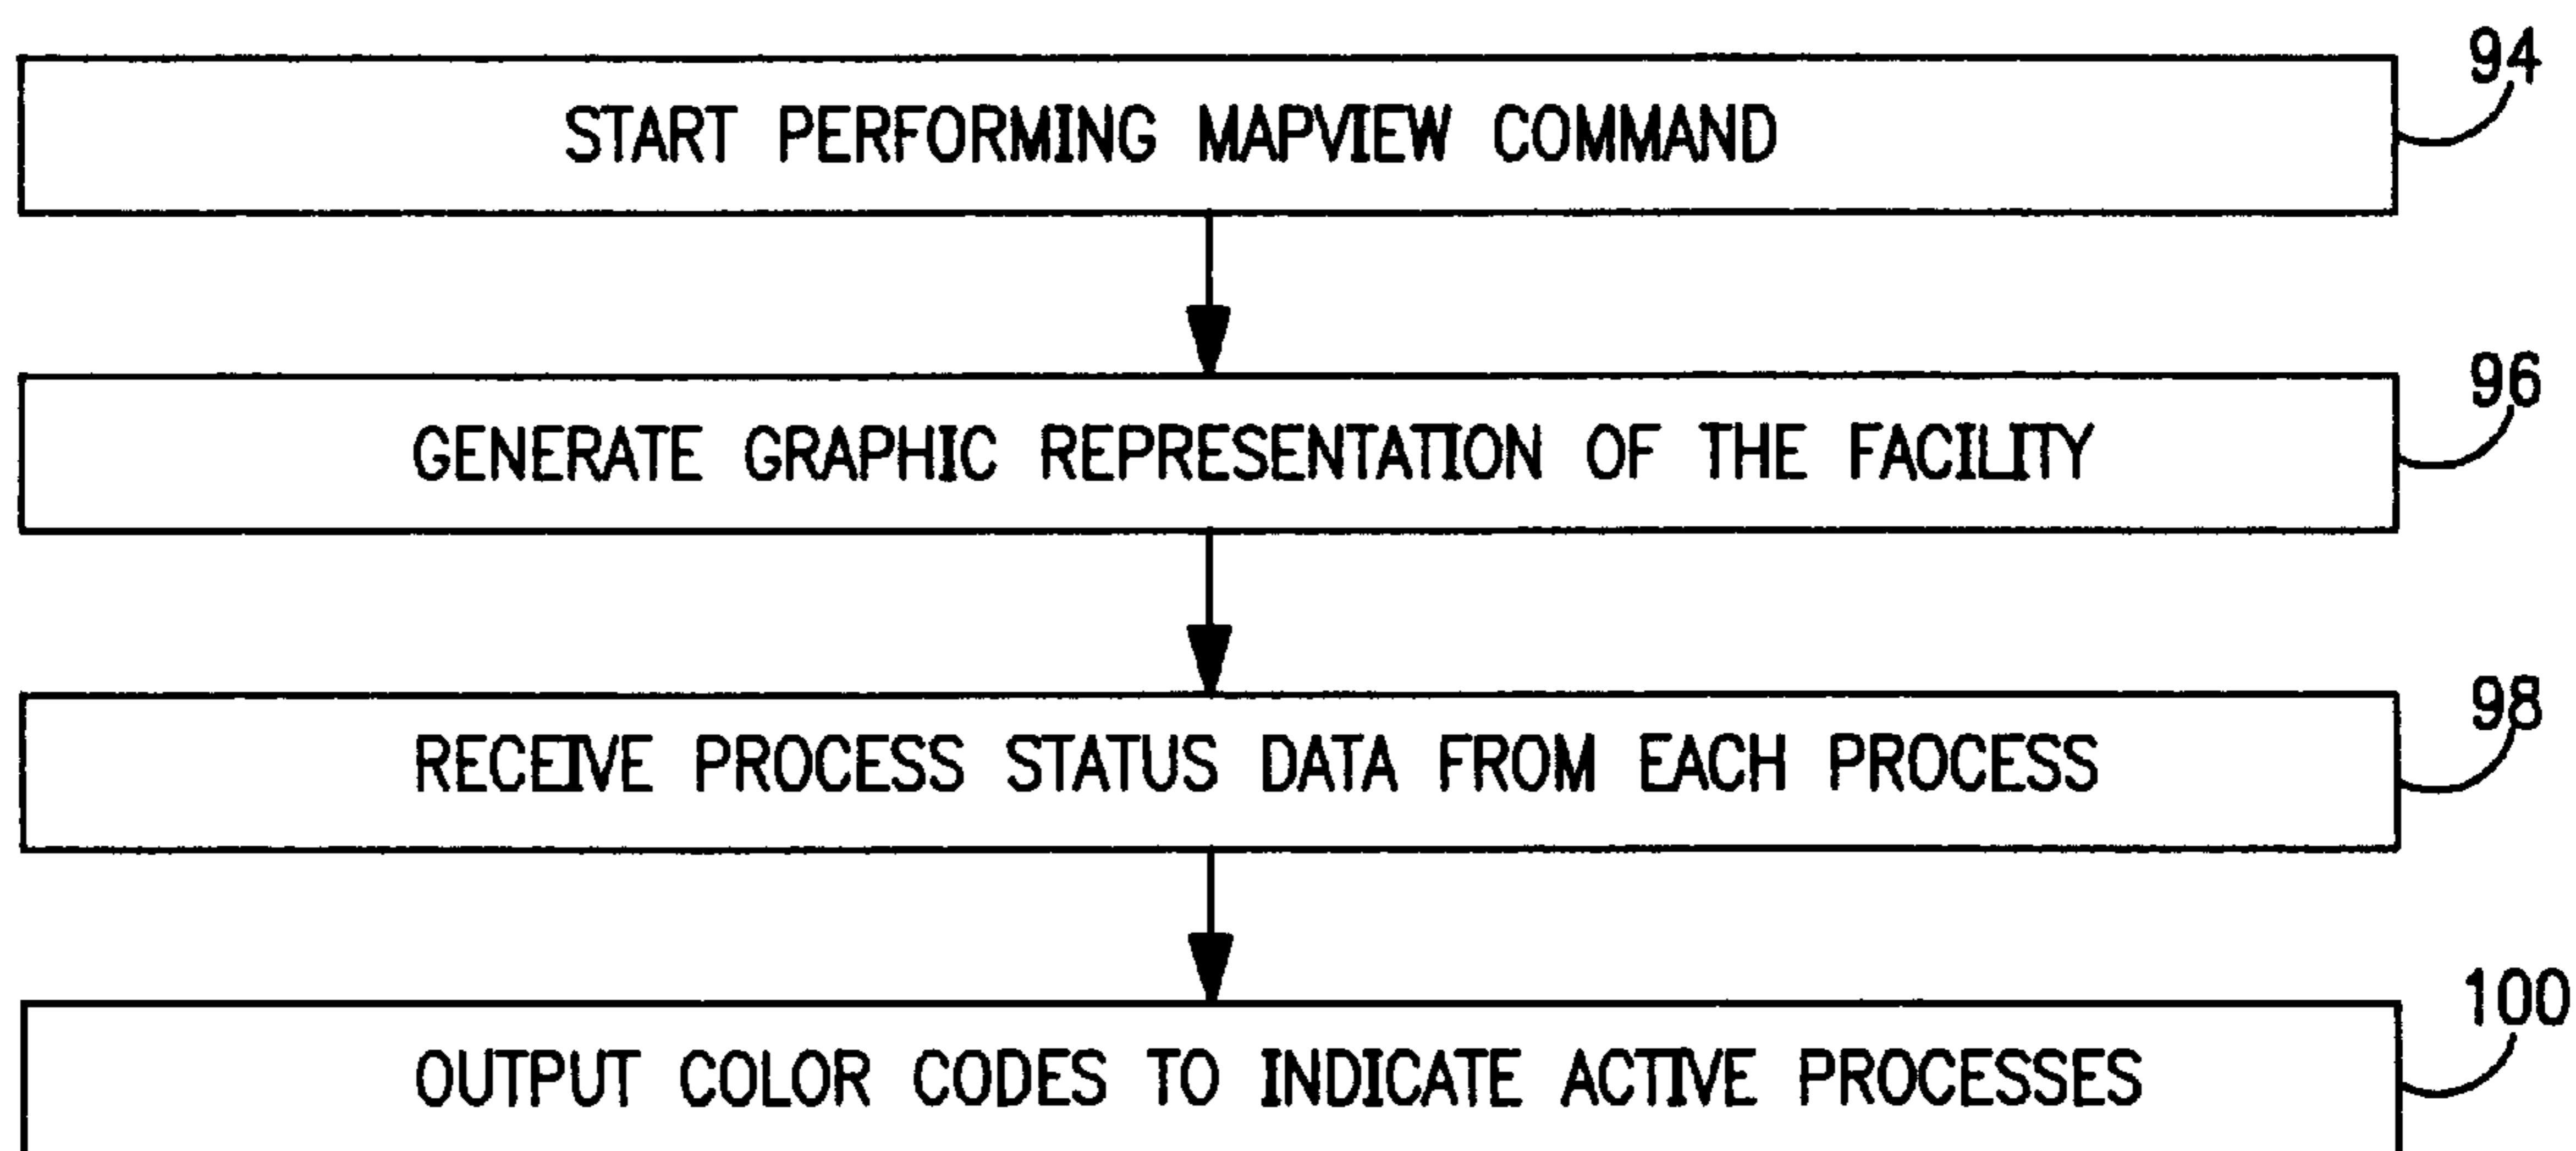 94
START PERFORMING MAPVIEW COMMAND
96
GENERATE GRAPHIC REPRESENTATION OF THE FACILITY
98
RECEIVE PROCESS STATUS DATA FROM EACH PROCESS
100
OUTPUT COLOR CODES TO INDICATE ACTIVE PROCESSES